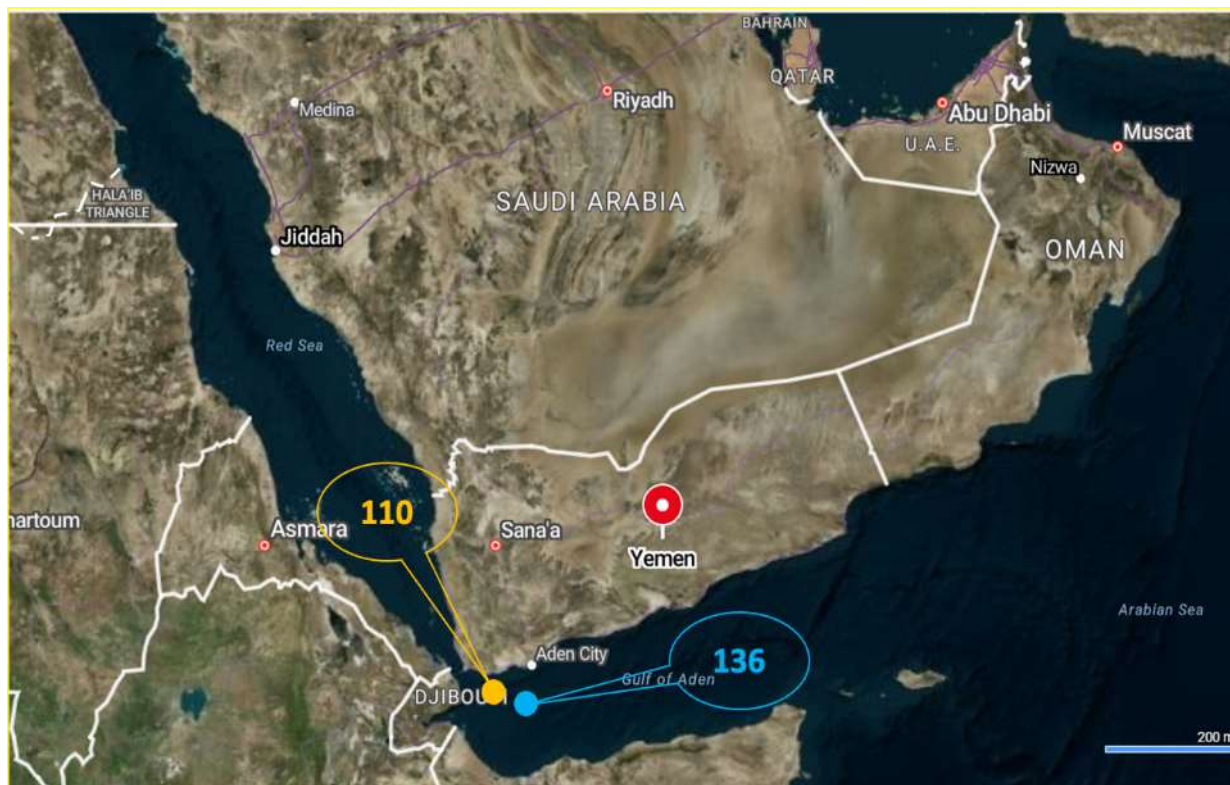 BAHRAIN
QATAR
Riyadh
Medina
Abu Dhabi
U.A.E.
Muscat
Nizwa
HALA'IB
TRIANGLE
SAUDI ARABIA
Jiddah
OMAN
Red Sea
110
hartoum
Asmara
Sana'a
Yemen
Arabian Sea
Aden City
136
Gulf of Aden
DJIBOU
200 m